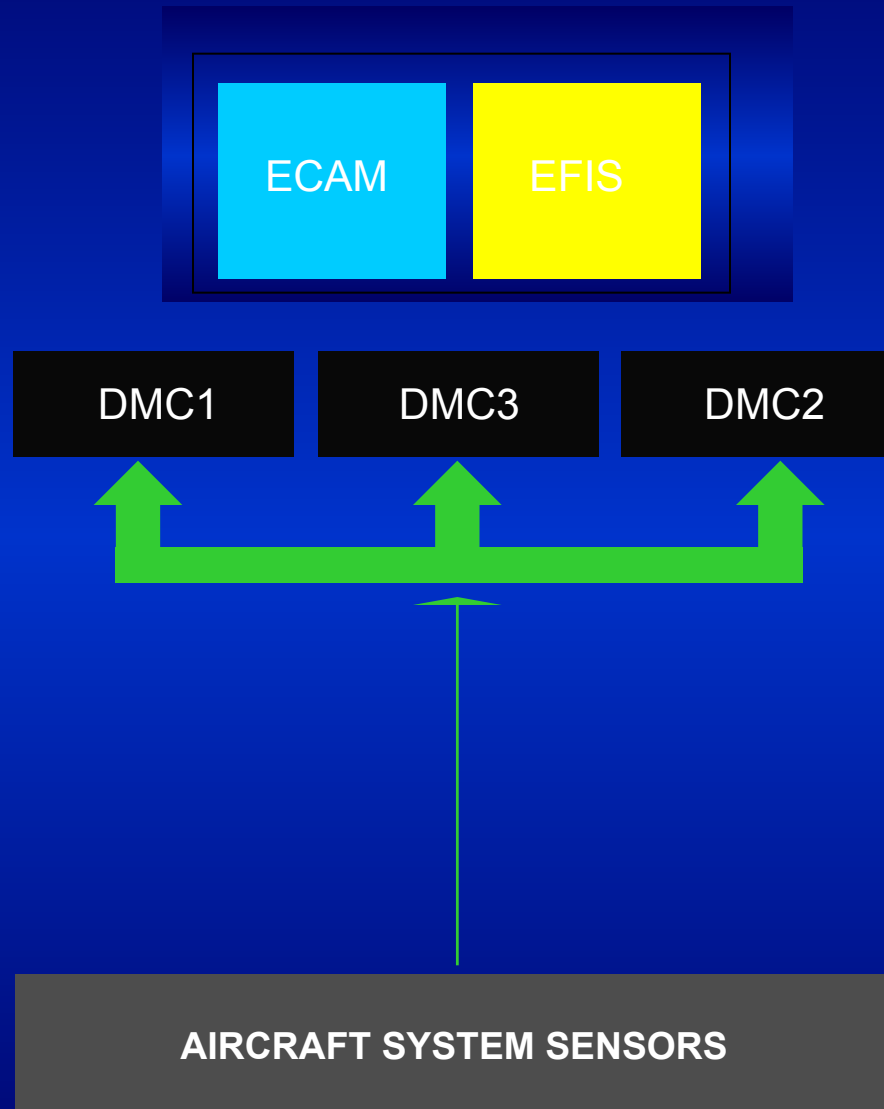 ECAM
EFIS
DMC1
DMC3
DMC2
AIRCRAFT SYSTEM SENSORS